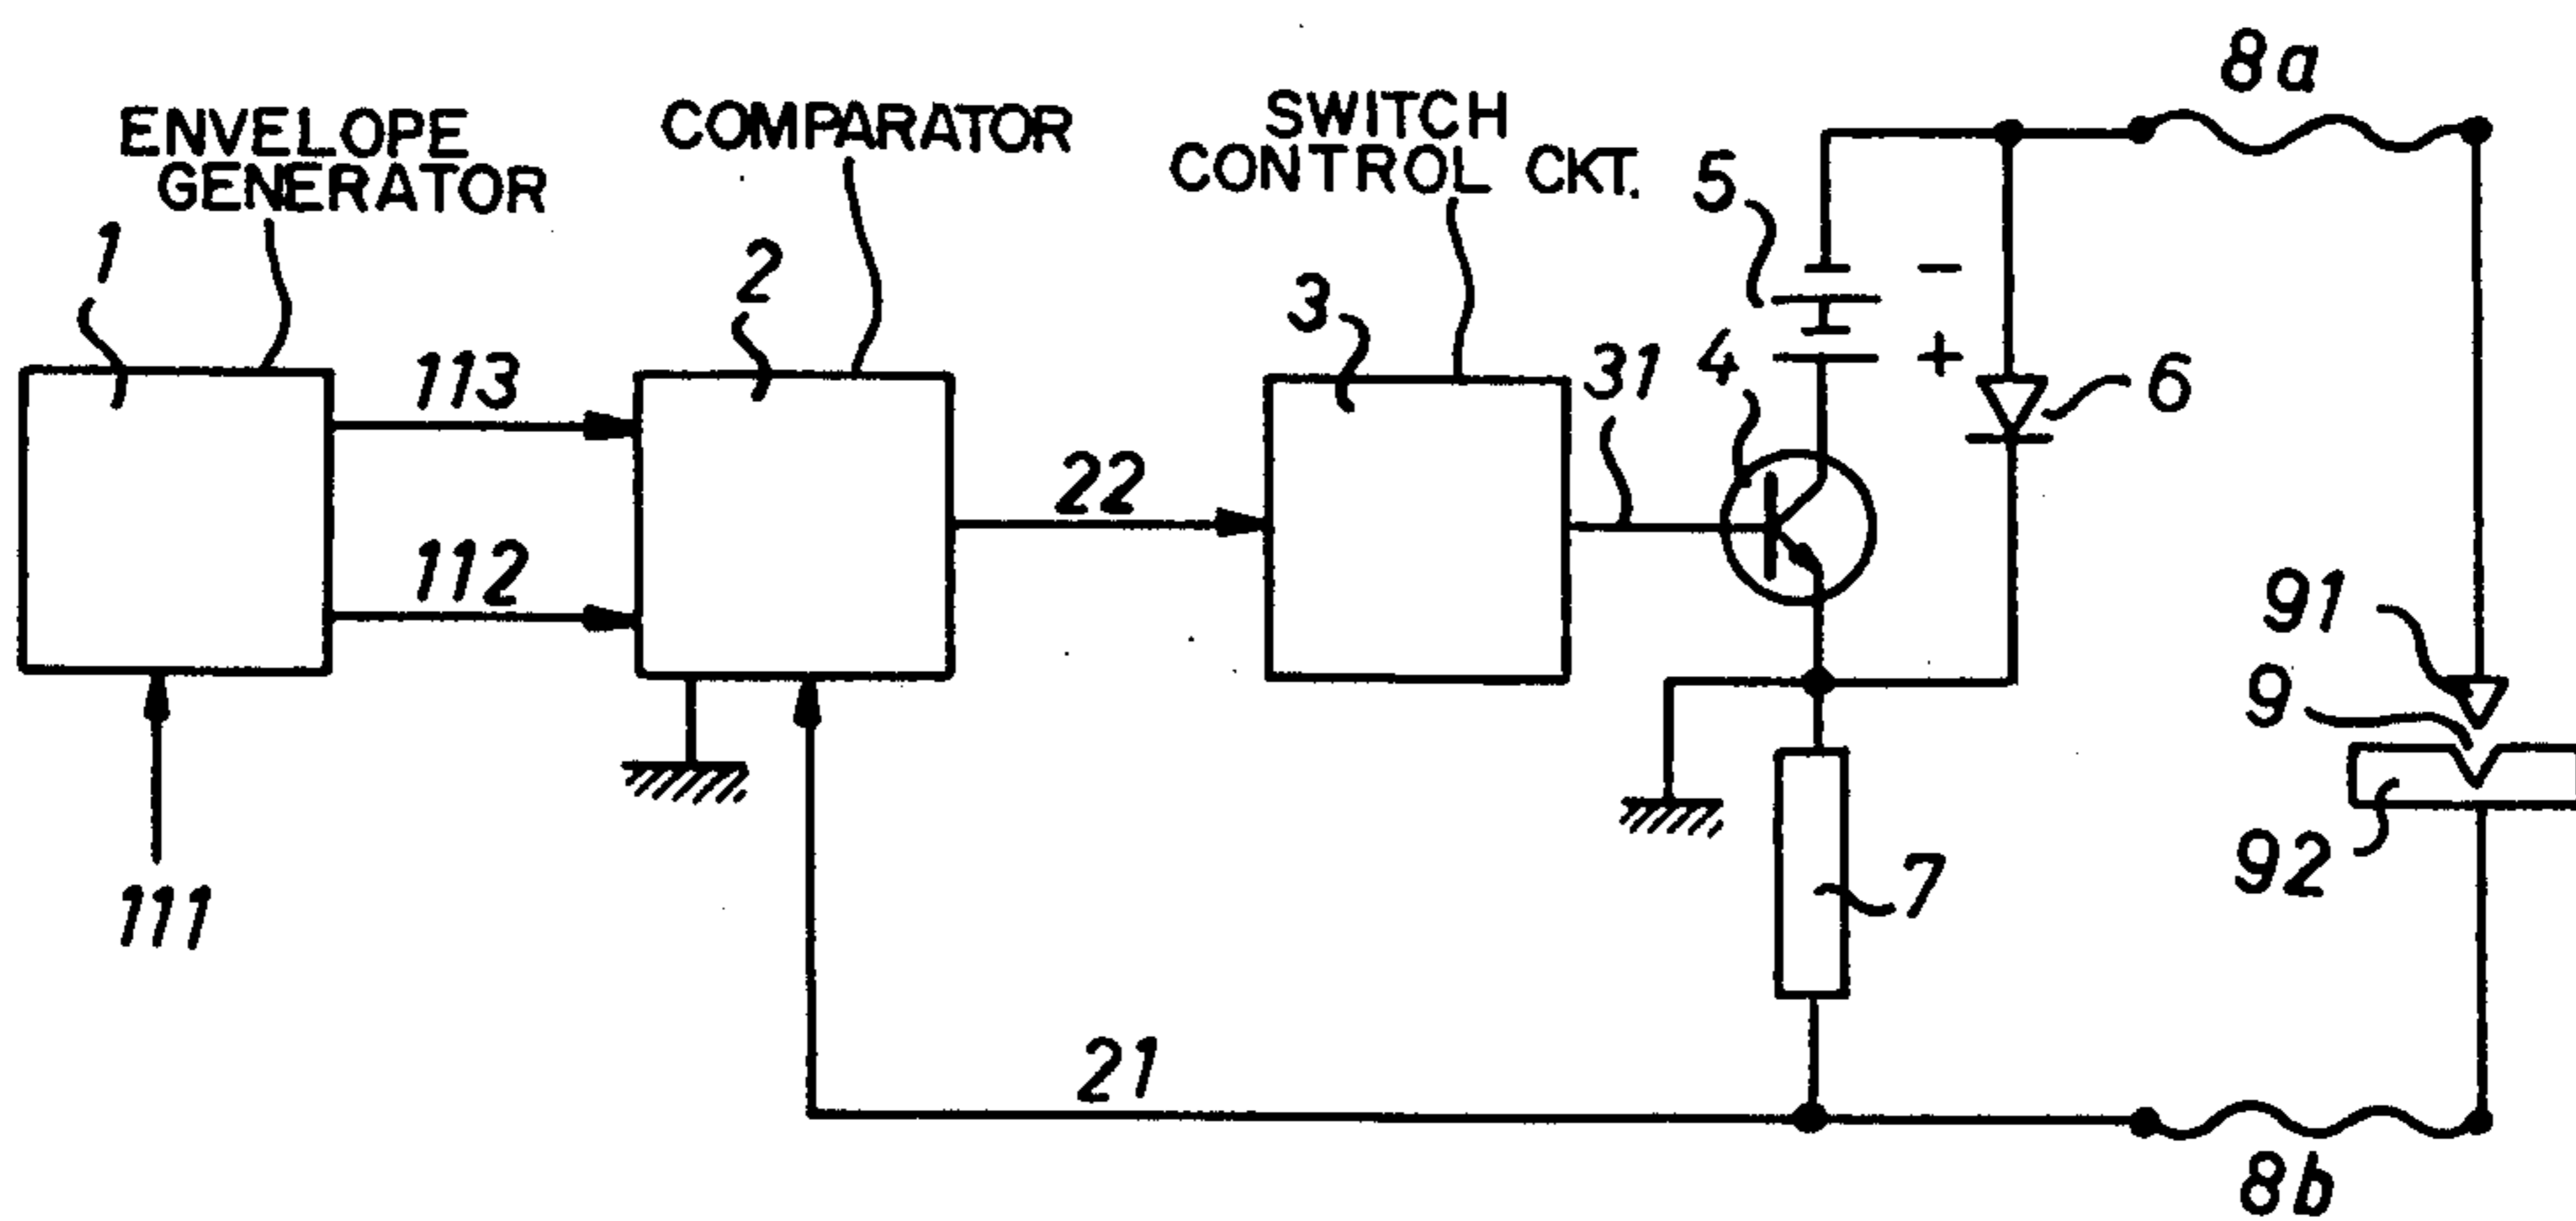 ENVELOPE
GENERATOR
COMPARATOR
SWITCH
CONTROL CKT.
1
2
3
4
5
-
+
6
7
8a
8b
9
91
92
113
112
111
22
21
31